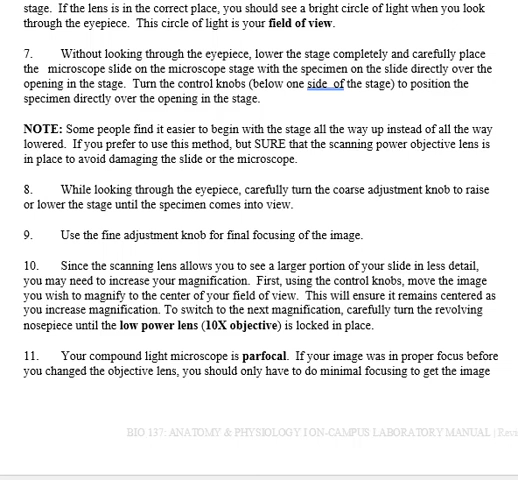 stage. If the lens is in the correct place, you should see a bright circle of light when you look
through the eyepiece. This circle of light is your field of view.
7. Without looking through the eyepiece, lower the stage completely and carefully place
the microscope slide on the microscope stage with the specimen on the slide directly over the
opening in the stage. Turn the control knobs (below one side of the stage) to position the
specimen directly over the opening in the stage.
NOTE: Some people find it easier to begin with the stage all the way up instead of all the way
lowered. If you prefer to use this method, but SURE that the scanning power objective lens is
in place to avoid damaging the slide or the microscope.
8. While looking through the eyepiece, carefully turn the coarse adjustment knob to raise
or lower the stage until the specimen comes into view.
9. Use the fine adjustment knob for final focusing of the image.
10. Since the scanning lens allows you to see a larger portion of your slide in less detail,
you may need to increase your magnification. First, using the control knobs, move the image
you wish to magnify to the center of your field of view. This will ensure it remains centered as
you increase magnification. To switch to the next magnification, carefully turn the revolving
nosepiece until the low power lens (10X objective) is locked in place.
11. Your compound light microscope is parfocal. If your image was in proper focus before
you changed the objective lens, you should only have to do minimal focusing to get the image
BIO 137: ANATOMY & PHYSIOLOGY I ON-CAMPUS LABORATORY MANUAL |